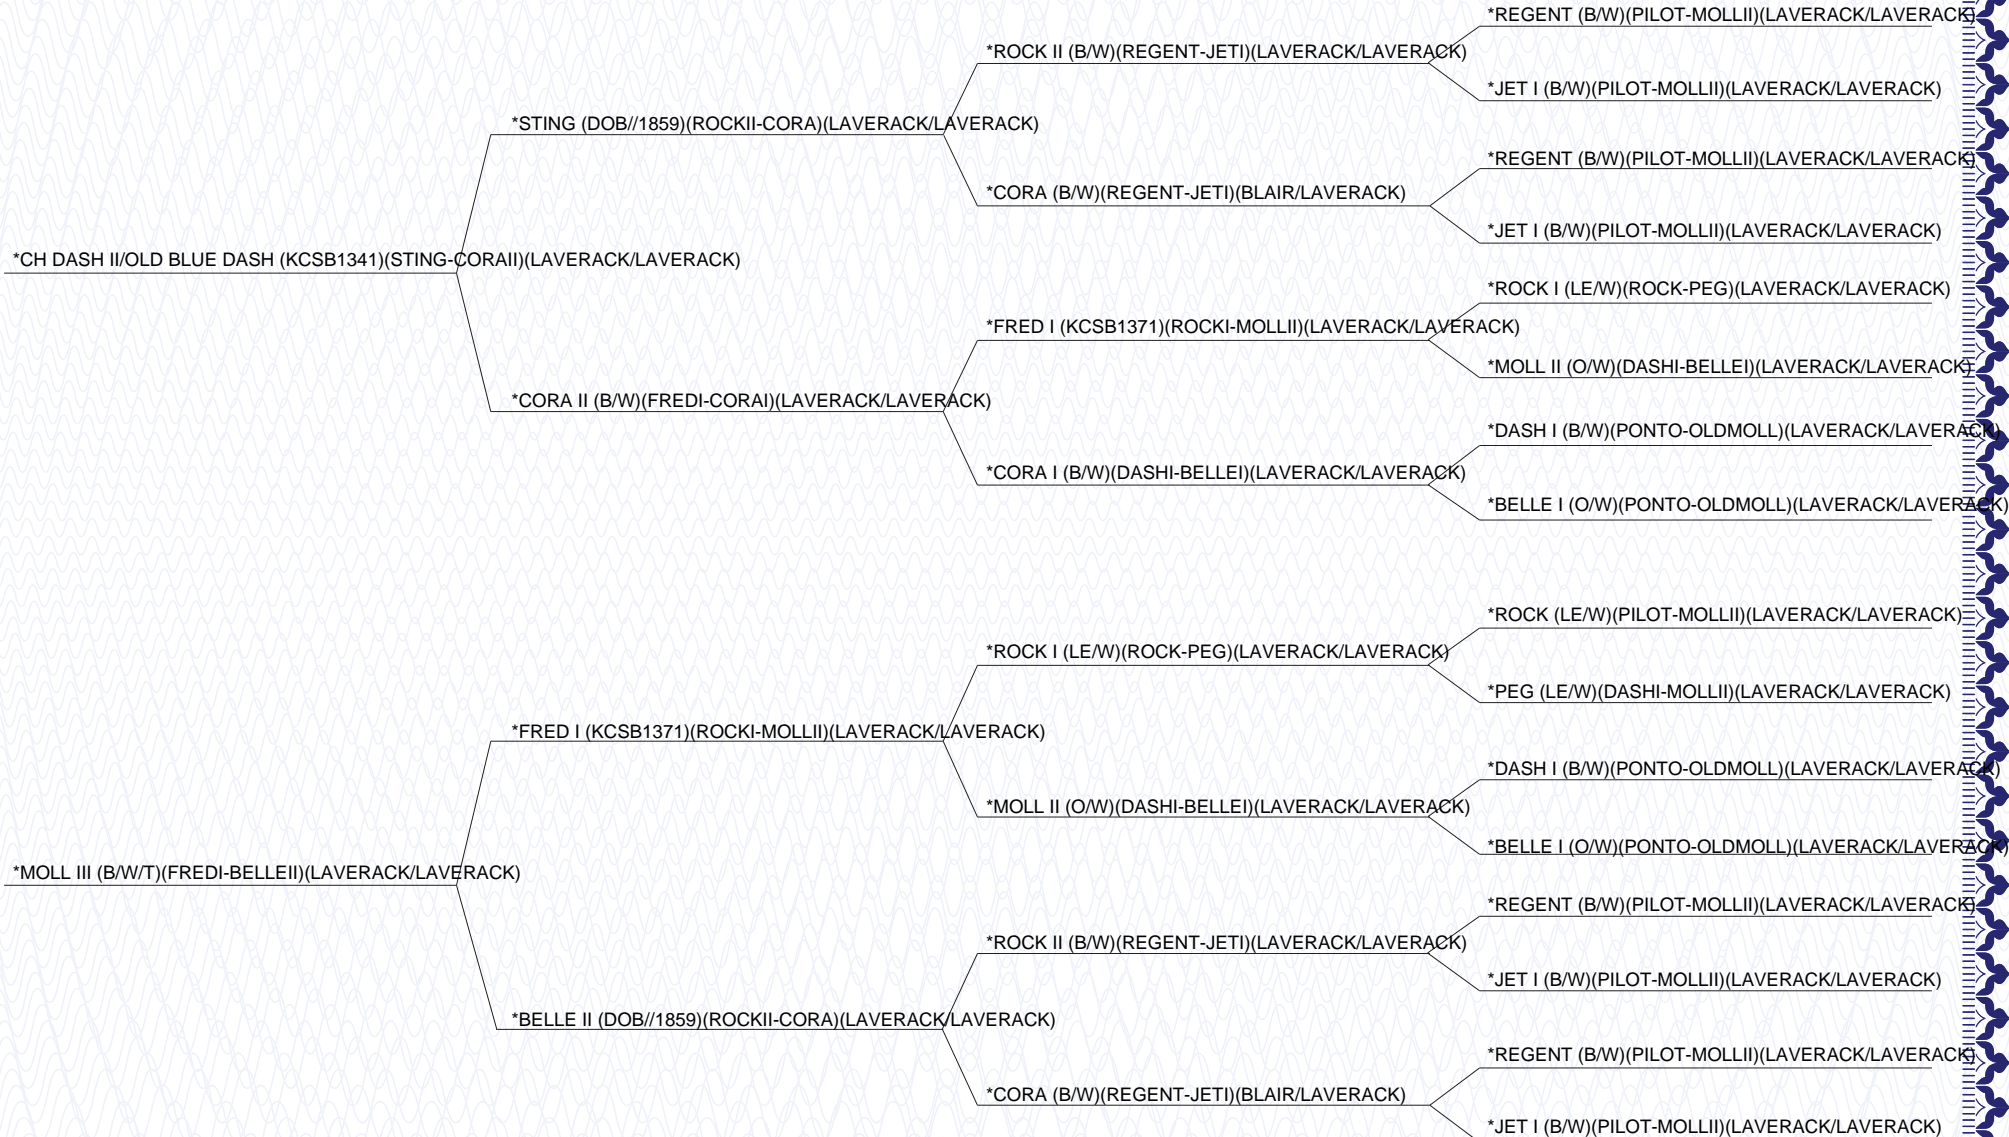 *REGENT (B/W)(PILOT-MOLLII)(LAVERACK/LAVERACK)
*ROCK II (B/W)(REGENT-JETI)(LAVERACK/LAVERACK)
*JET I (B/W)(PILOT-MOLLII)(LAVERACK/LAVERACK)
*STING (DOB//1859)(ROCKII-CORA)(LAVERACK/LAVERACK)
*REGENT (B/W)(PILOT-MOLLII)(LAVERACK/LAVERACK)
*CORA (B/W)(REGENT-JETI)(BLAIR/LAVERACK)
*JET I (B/W)(PILOT-MOLLII)(LAVERACK/LAVERACK)
*CH DASH II/OLD BLUE DASH (KCSB1341)(STING-CORAII)(LAVERACK/LAVERACK)
*ROCK I (LE/W)(ROCK-PEG)(LAVERACK/LAVERACK)
*FRED I (KCSB1371)(ROCKI-MOLLII)(LAVERACK/LAVERACK)
*MOLL II (O/W)(DASHI-BELLEI)(LAVERACK/LAVERACK)
*CORA II (B/W)(FREDI-CORAI)(LAVERACK/LAVERACK)
*DASH I (B/W)(PONTO-OLDMOLL)(LAVERACK/LAVERACK)
*CORA I (B/W)(DASHI-BELLEI)(LAVERACK/LAVERACK)
*BELLE I (O/W)(PONTO-OLDMOLL)(LAVERACK/LAVERACK)
*ROCK (LE/W)(PILOT-MOLLII)(LAVERACK/LAVERACK)
*ROCK I (LE/W)(ROCK-PEG)(LAVERACK/LAVERACK)
*PEG (LE/W)(DASHI-MOLLII)(LAVERACK/LAVERACK)
*FRED I (KCSB1371)(ROCKI-MOLLII)(LAVERACK/LAVERACK)
*DASH I (B/W)(PONTO-OLDMOLL)(LAVERACK/LAVERACK)
*MOLL II (O/W)(DASHI-BELLEI)(LAVERACK/LAVERACK)
*BELLE I (O/W)(PONTO-OLDMOLL)(LAVERACK/LAVERACK)
*MOLL III (B/W/T)(FREDI-BELLEII)(LAVERACK/LAVERACK)
*REGENT (B/W)(PILOT-MOLLII)(LAVERACK/LAVERACK)
*ROCK II (B/W)(REGENT-JETI)(LAVERACK/LAVERACK)
*JET I (B/W)(PILOT-MOLLII)(LAVERACK/LAVERACK)
*BELLE II (DOB//1859)(ROCKII-CORA)(LAVERACK/LAVERACK)
*REGENT (B/W)(PILOT-MOLLII)(LAVERACK/LAVERACK)
*CORA (B/W)(REGENT-JETI)(BLAIR/LAVERACK)
*JET I (B/W)(PILOT-MOLLII)(LAVERACK/LAVERACK)